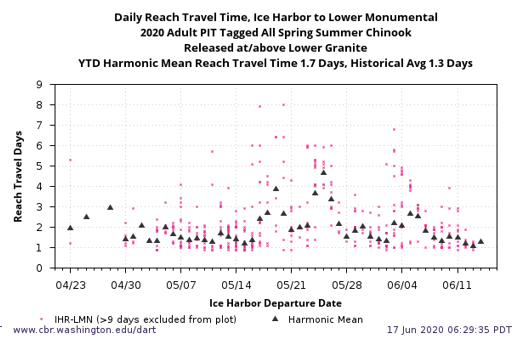 Daily Reach Travel Time, Ice Harbor to Lower Monumental
2020 Adult PIT Tagged All Spring Summer Chinook
Released at/above Lower Granite
YTD Harmonic Mean Reach Travel Time 1.7 Days, Historical Avg 1.3 Days
9
8
7
6
5
4
3
2
1
0
Reach Travel Days
04/23 04/30 05/07 05/14 05/21 05/28 06/04 06/11
Ice Harbor Departure Date
IHR-LMN (>9 days excluded from plot) Harmonic Mean
www.cbr.washington.edu/dart 17 Jun 2020 06:29:35 PDT